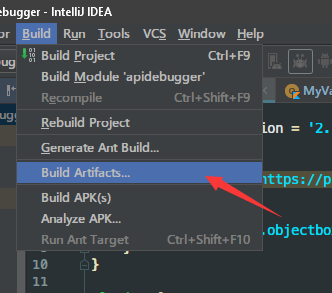 debugger - IntelliJ IDEA
or Build Run Tools VCS Window Help
Build Project Ctrl+F9
Build Module 'apidebugger'
Recompile Ctrl+Shift+F9
Rebuild Project
Generate Ant Build...
Build Artifacts...
Build APK(s)
Analyze APK...
Run Ant Target Ctrl+Shift+F10
MyVa
ion = '2.
https://p
.objectbo
10 }
11